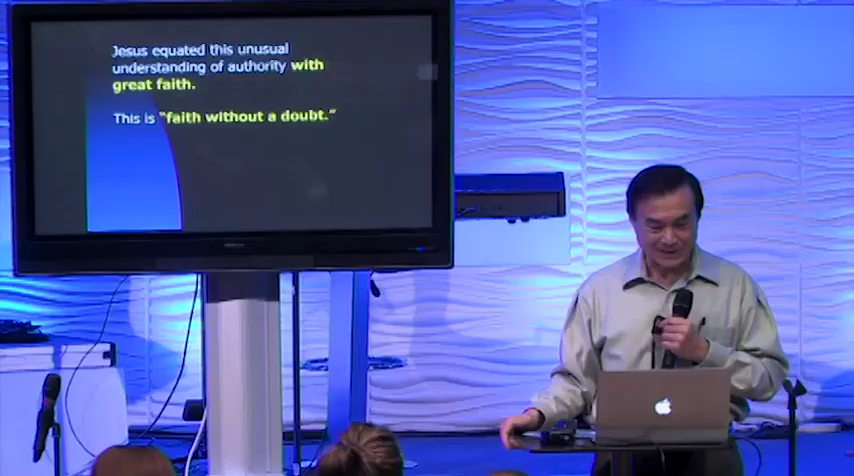 Jesus equated this unusual
understanding of authority with
great faith.
This is “faith without a doubt.”